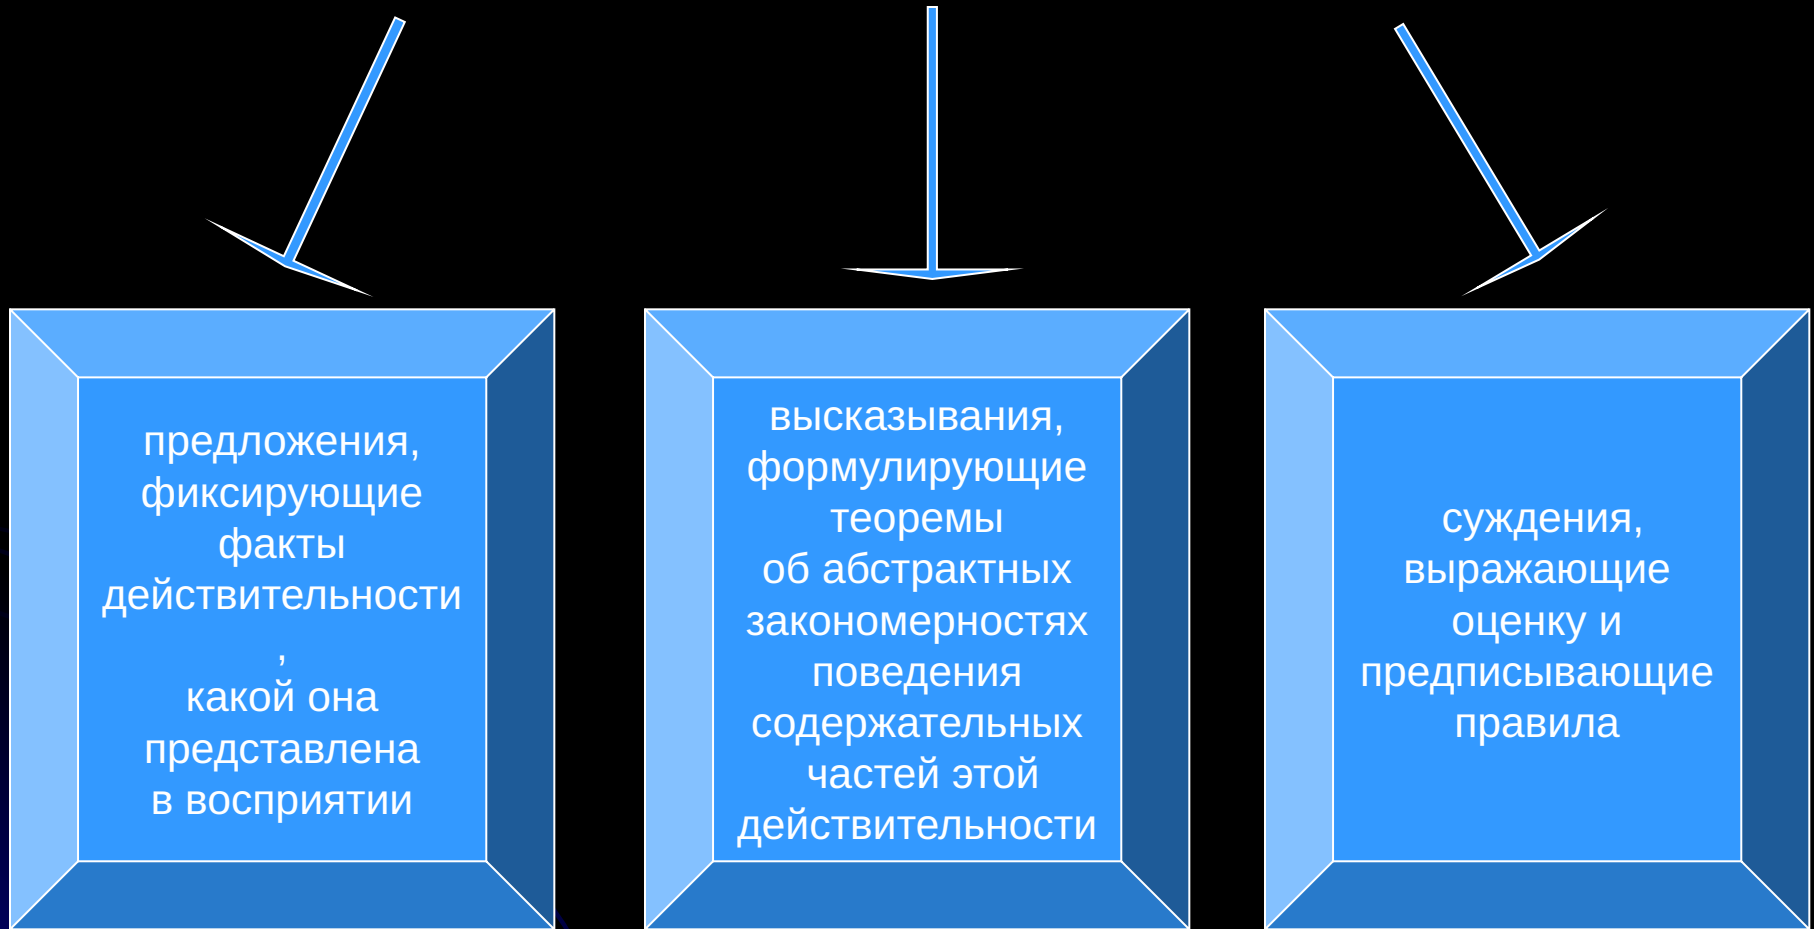 предложения,
фиксирующие
факты
действительности
,
какой она
представлена
в восприятии
высказывания,
формулирующие
теоремы
об абстрактных
закономерностях
поведения
содержательных
частей этой
действительности
суждения,
выражающие
оценку и
предписывающие
правила